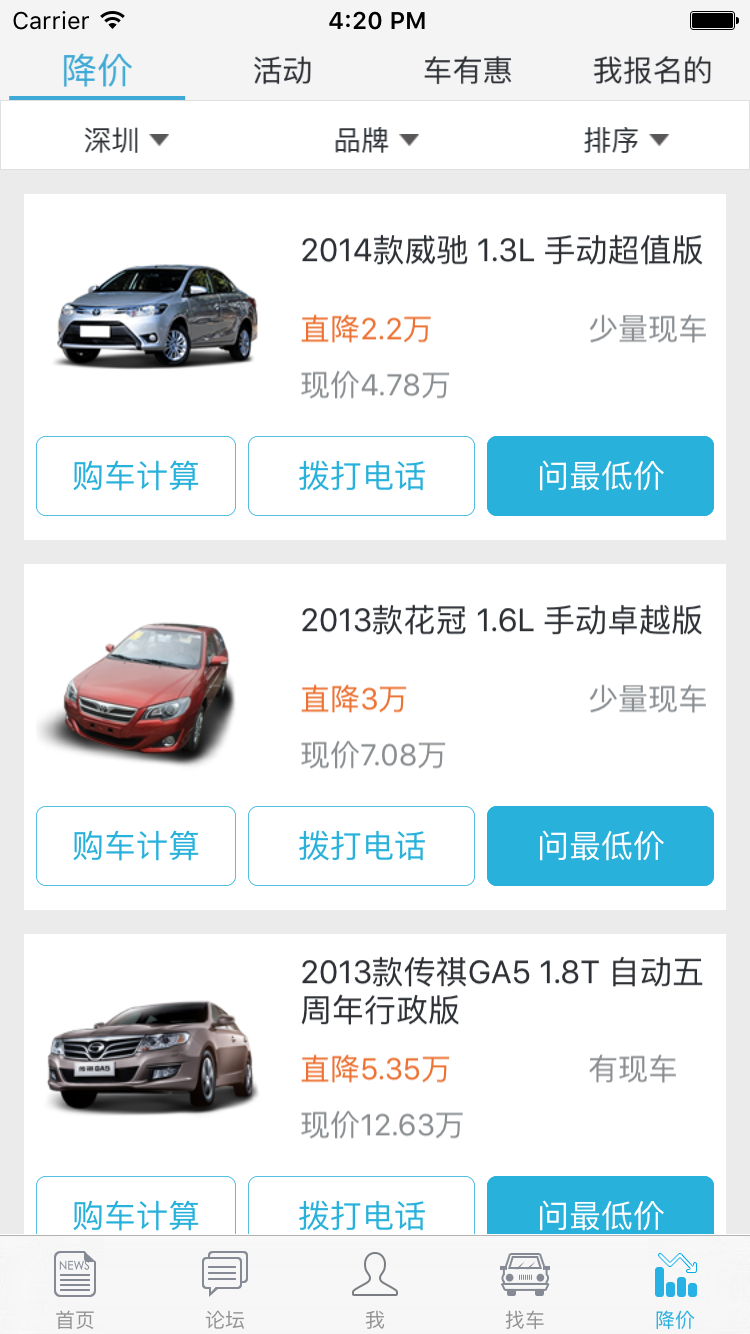 Carrier 4:20 PM
降价 活动 车有惠 我报名的
深圳 品牌 排序
2014款威驰 1.3L 手动超值版
直降2.2万 少量现车
现价4.78万
购车计算 拨打电话 问最低价
2013款花冠 1.6L 手动卓越版
直降3万 少量现车
现价7.08万
购车计算 拨打电话 问最低价
2013款传祺GA5 1.8T 自动五
周年行政版
传祺GA5
直降5.35万 有现车
现价12.63万
购车计算 拨打电话 问最低价
NEWS
首页 论坛 我 找车 降价